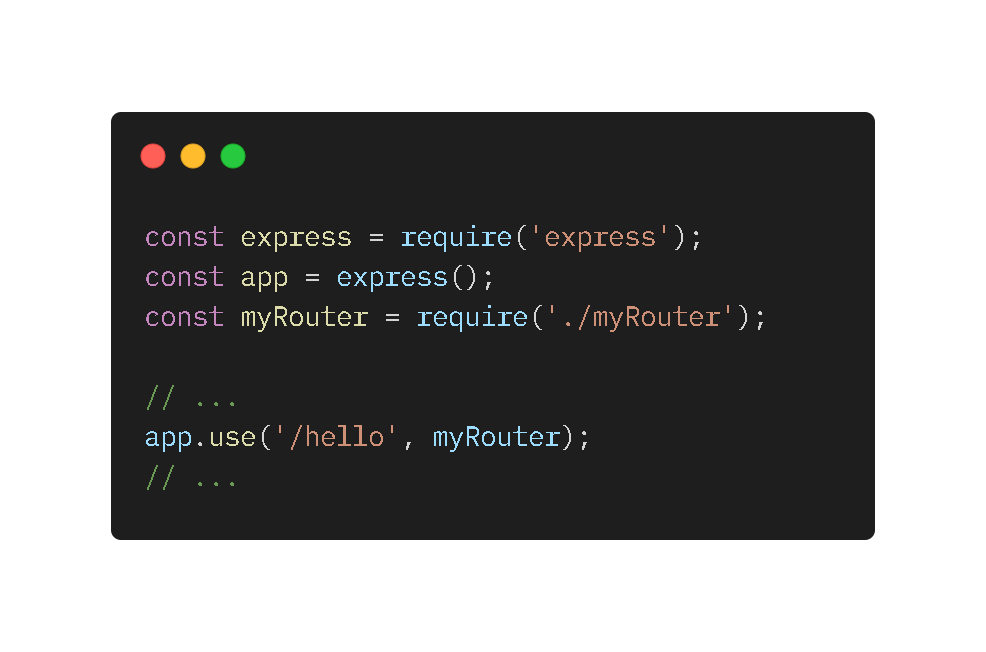 const express = require('express');
const app = express();
const myRouter = require('./myRouter');

// ...
app.use('/hello', myRouter);
// ...